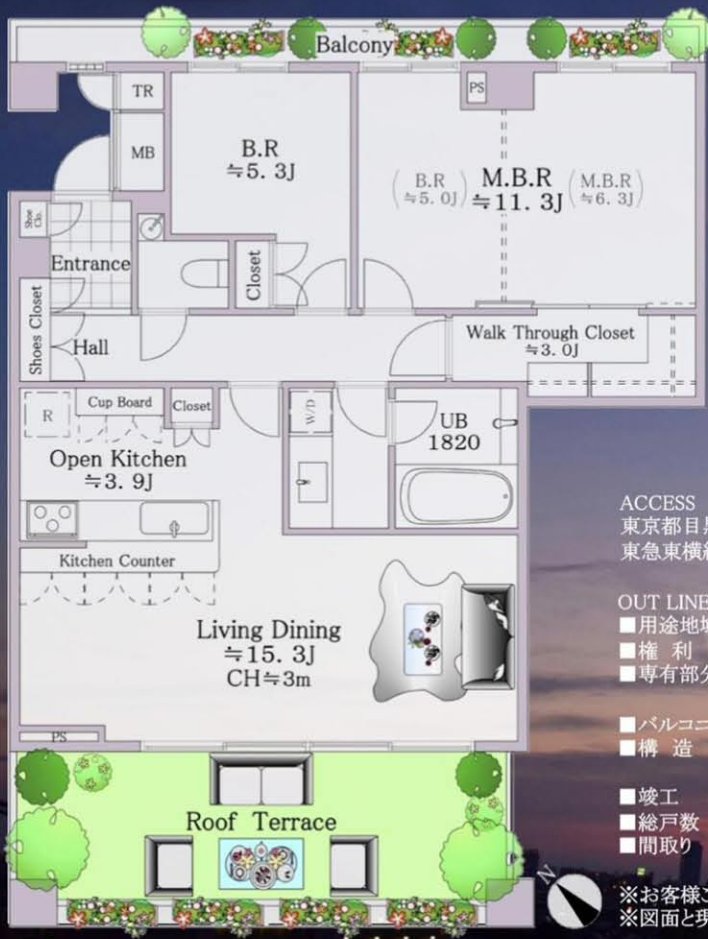 Balcony
TR
PS
MB
B.R
≒5. 3J
(B.R ≒5. 0J)
M.B.R
≒11. 3J
(M.B.R ≒6. 3J)
Shoe Clo.
Entrance
Closet
Shoes Closet
Hall
Walk Through Closet
≒3. 0J
R
Cup Board
Closet
W/D
UB
1820
Open Kitchen
≒3. 9J
Kitchen Counter
Living Dining
≒15. 3J
CH≒3m
PS
Roof Terrace
N
ACCESS
東京都目
東急東横
OUT LINE
■用途地
■権 利
■専有部
■バルコニ
■構 造
■竣工
■総戸数
■間取り
※お客様
※図面と現